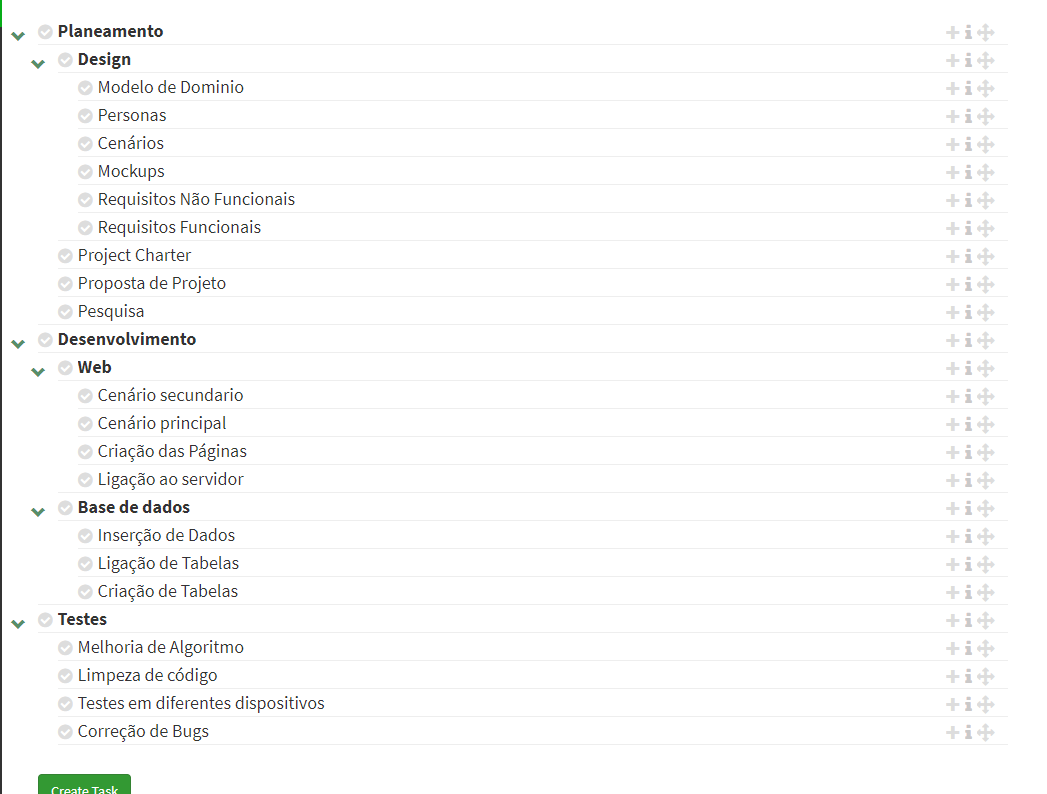 Planeamento
Design
Modelo de Dominio
Personas
Cenários
Mockups
Requisitos Não Funcionais
Requisitos Funcionais
Project Charter
Proposta de Projeto
Pesquisa
Desenvolvimento
Web
Cenário secundario
Cenário principal
Criação das Páginas
Ligação ao servidor
Base de dados
Inserção de Dados
Ligação de Tabelas
Criação de Tabelas
Testes
Melhoria de Algoritmo
Limpeza de código
Testes em diferentes dispositivos
Correção de Bugs
Create Task